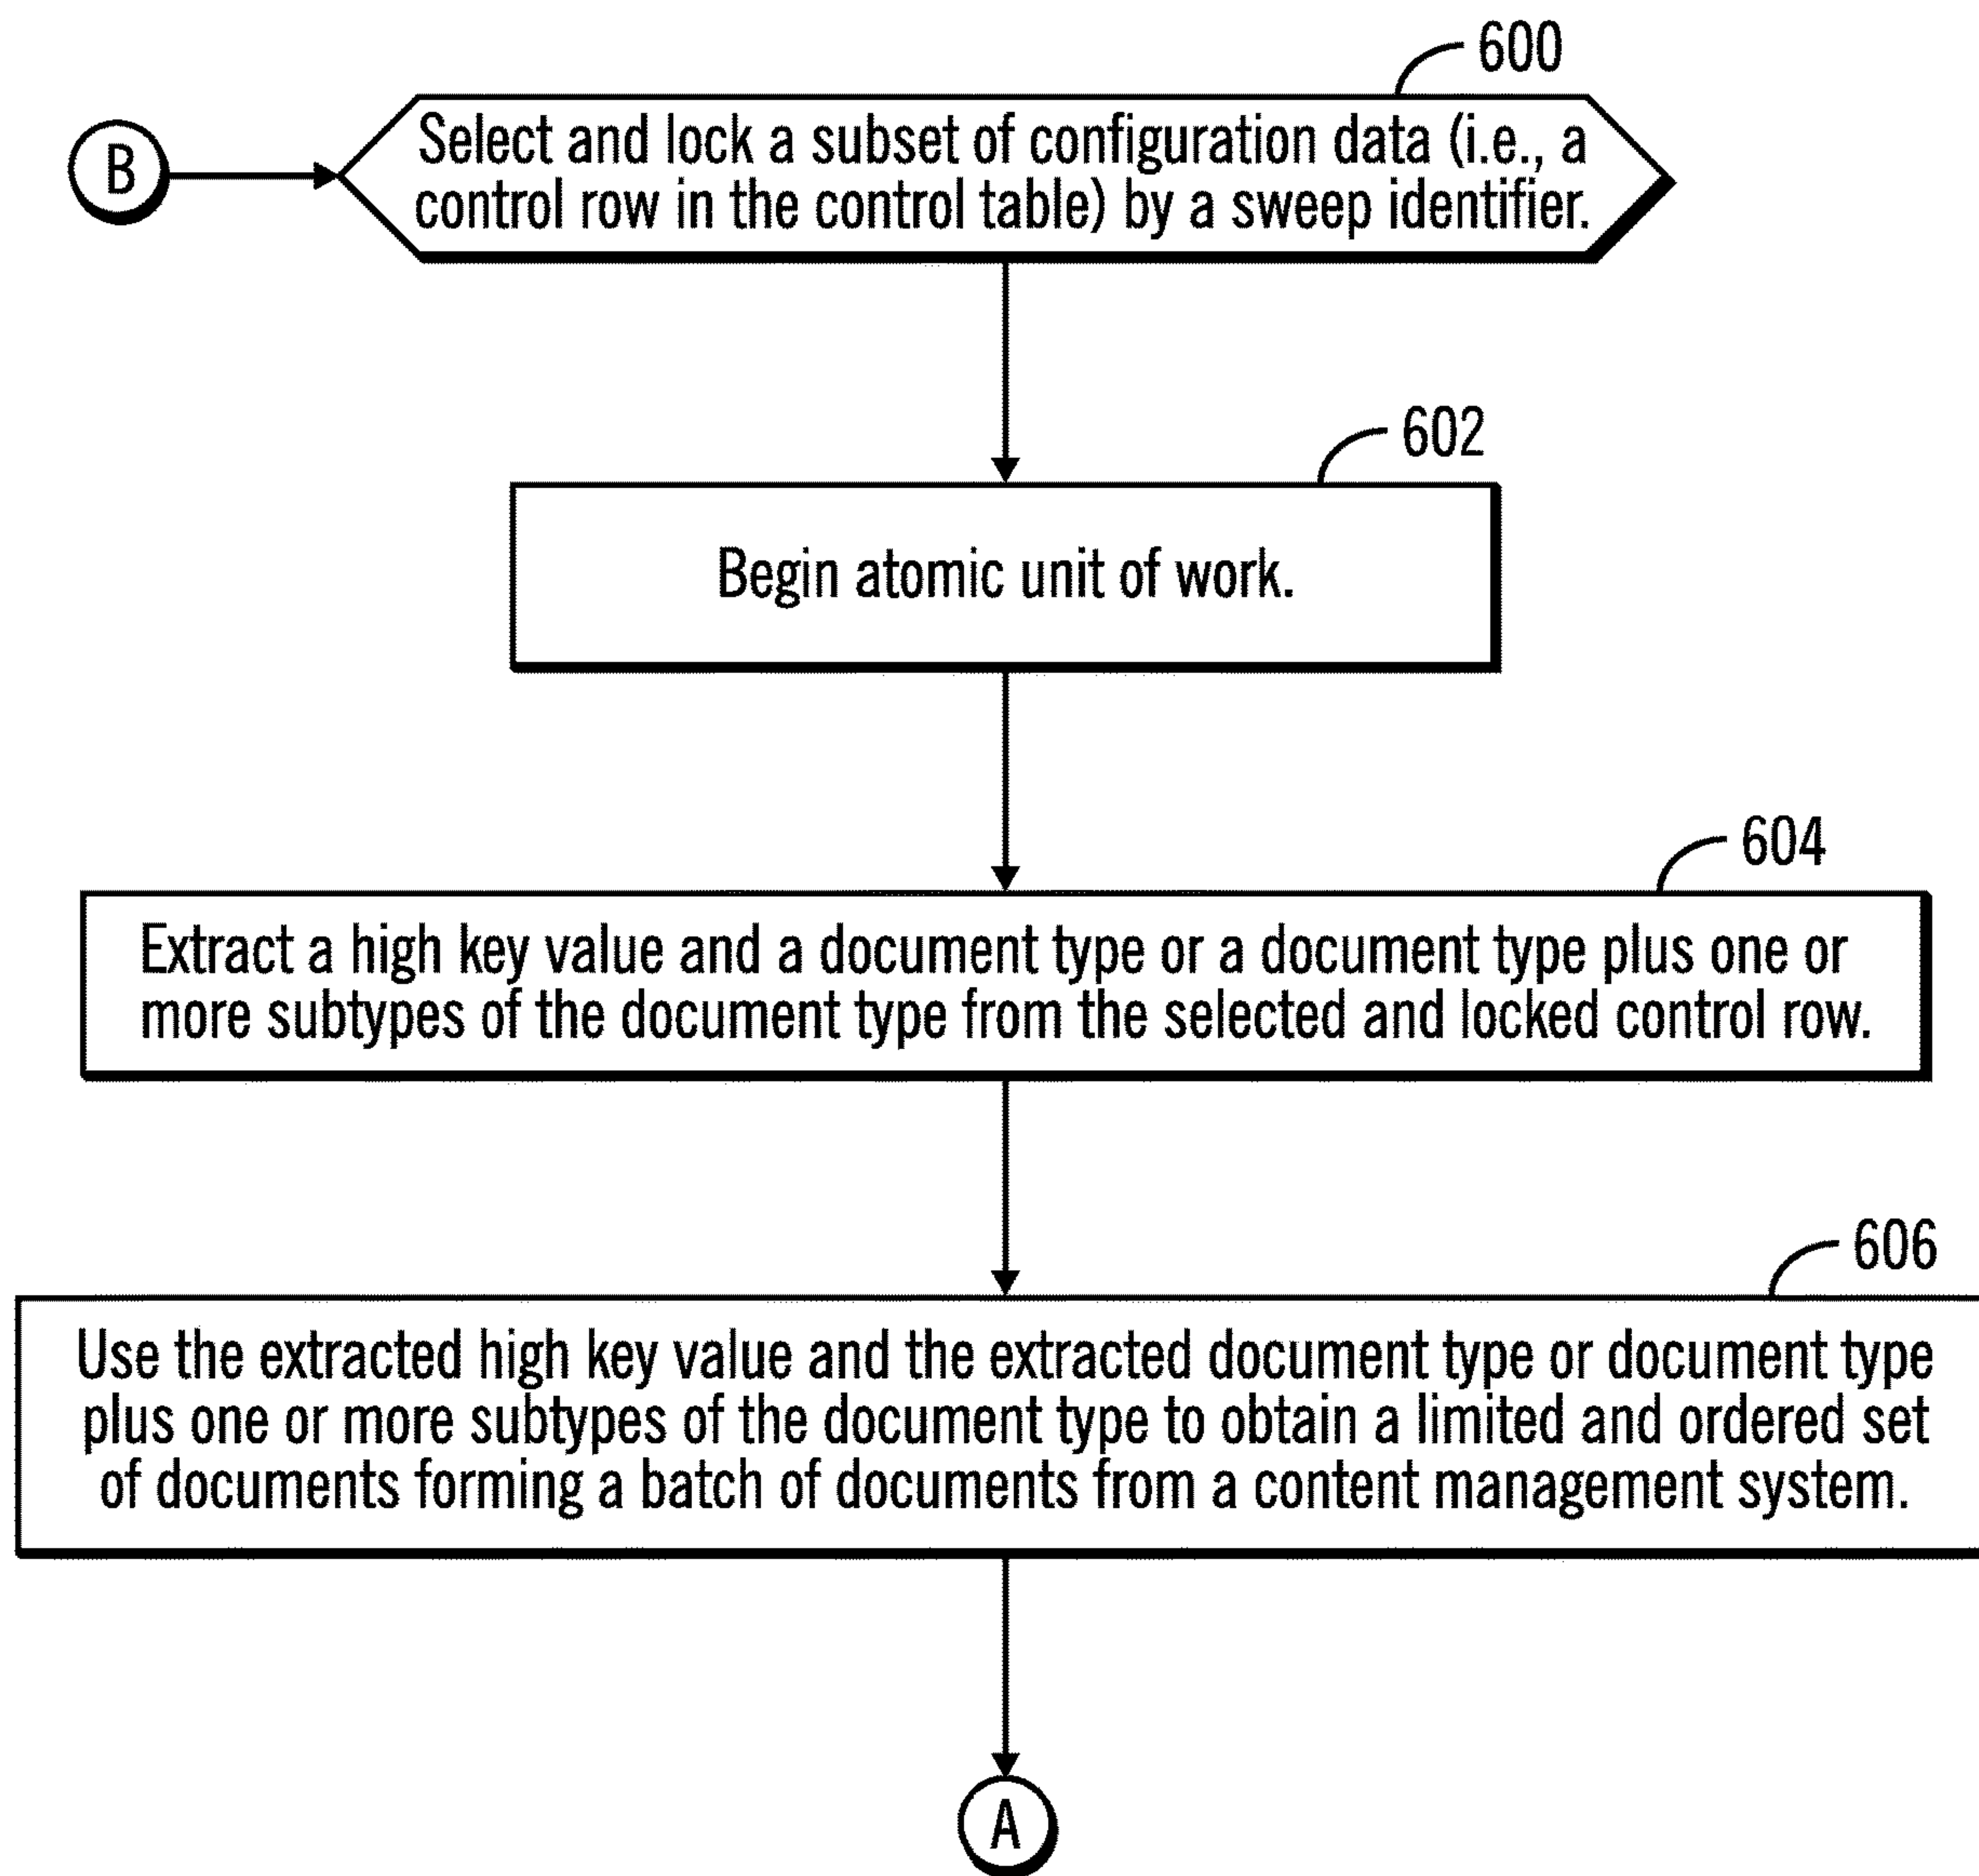 600
B
Select and lock a subset of configuration data (i.e., a
control row in the control table) by a sweep identifier.
602
Begin atomic unit of work.
604
Extract a high key value and a document type or a document type plus one or
more subtypes of the document type from the selected and locked control row.
606
Use the extracted high key value and the extracted document type or document type
plus one or more subtypes of the document type to obtain a limited and ordered set
of documents forming a batch of documents from a content management system.
A